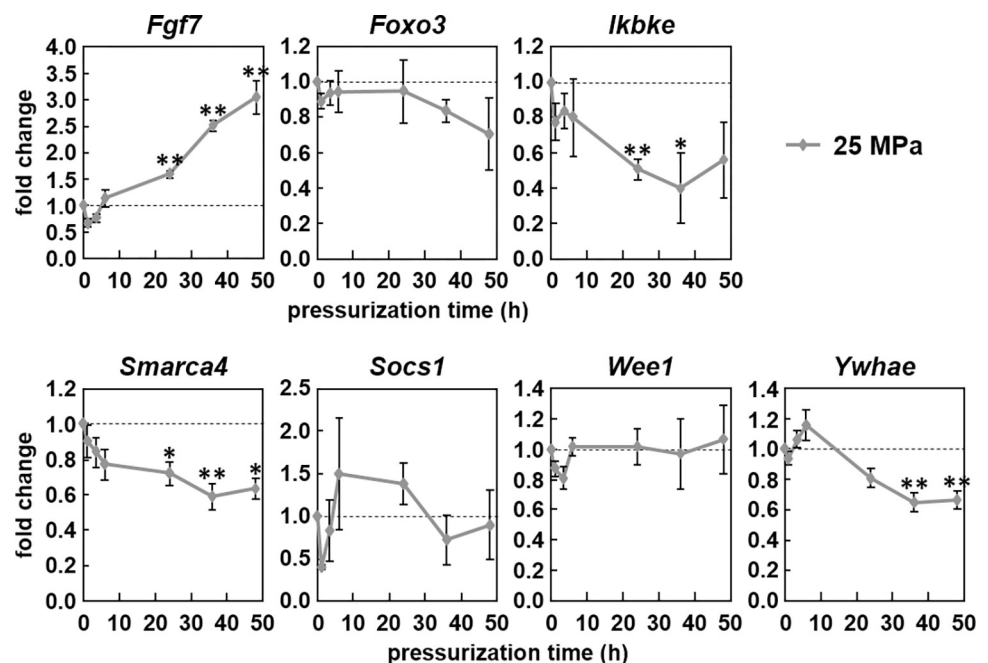 Fgf7 Foxo3 Ikbke
4.0 3.5 3.0 2.5 2.0 1.5 1.0 0.5 0.0
fold change
** ** **
0 10 20 30 40 50
1.2 1.0 0.8 0.6 0.4 0.2 0.0
0 10 20 30 40 50
1.2 1.0 0.8 0.6 0.4 0.2 0.0
** *
0 10 20 30 40 50
25 MPa
pressurization time (h)
Smarca4 Socs1 Wee1 Ywhae
1.2 1.0 0.8 0.6 0.4 0.2 0.0
fold change
* ** *
0 10 20 30 40 50
2.5 2.0 1.5 1.0 0.5 0.0
0 10 20 30 40 50
1.4 1.2 1.0 0.8 0.6 0.4 0.2 0.0
0 10 20 30 40 50
1.4 1.2 1.0 0.8 0.6 0.4 0.2 0.0
** **
0 10 20 30 40 50
pressurization time (h)